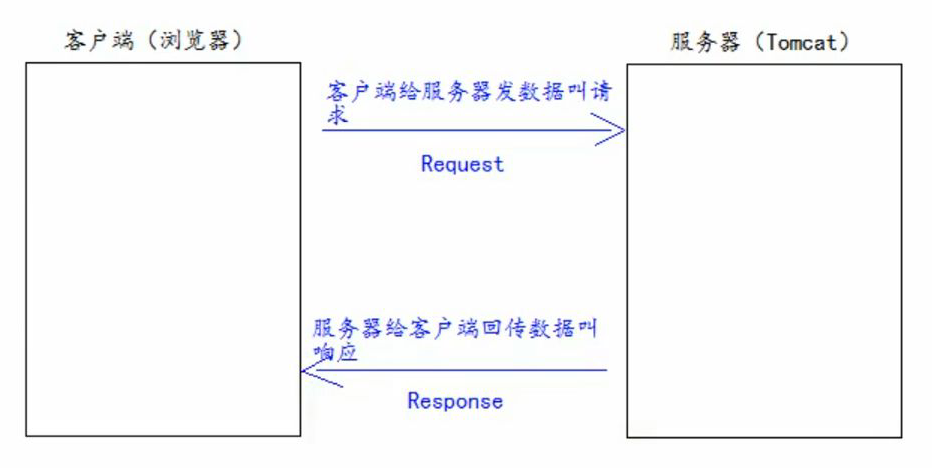 客户端（浏览器）
服务器（Tomcat）
客户端给服务器发数据叫请
求
Request
服务器给客户端回传数据叫
响应
Response